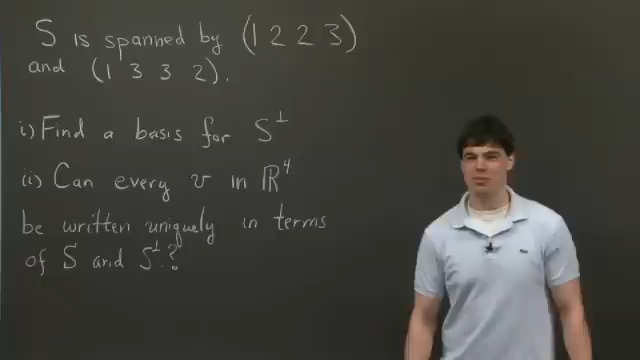 S is spanned by (1 2 2 3)
and (1 3 3 2).
i) Find a basis for S⊥
ii) Can every v in ℝ⁴
be written uniquely in terms
of S and S⊥?